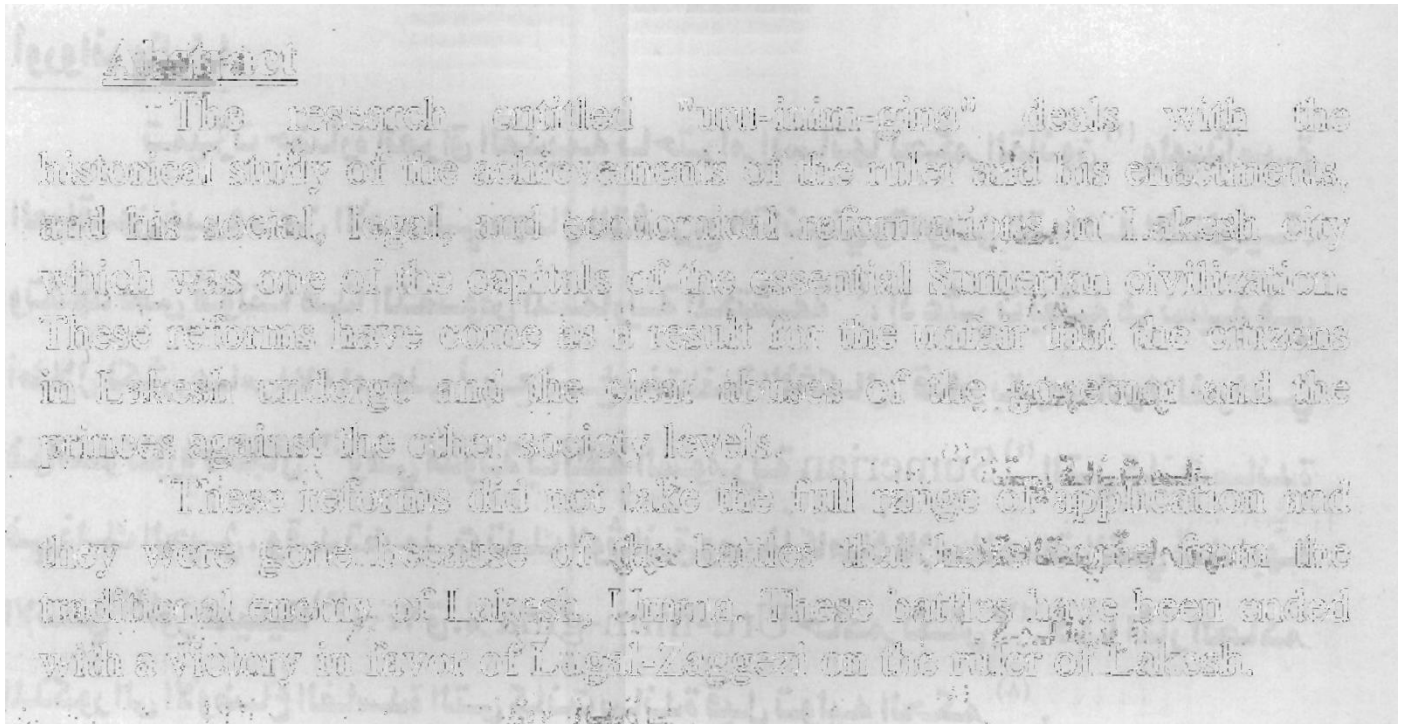 Abstract
The research entitled "uru-inim-gina" deals with the
historical study of the achievements of the ruler and his enactments,
and his social, legal, and economical reformations in Lakesh city
which was one of the capitals of the essential Sumerian civilization.
These reforms have come as a result for the unfair that the citizens
in Lakesh undergo and the clear abuses of the governor and the
princes against the other society levels.
These reforms did not take the full range of application and
they were gone because of the battles that have from the
traditional enemy of Lakesh, Umma. These battles have been ended
with a victory in favor of Lugal-Zaggezi on the ruler of Lakesh.